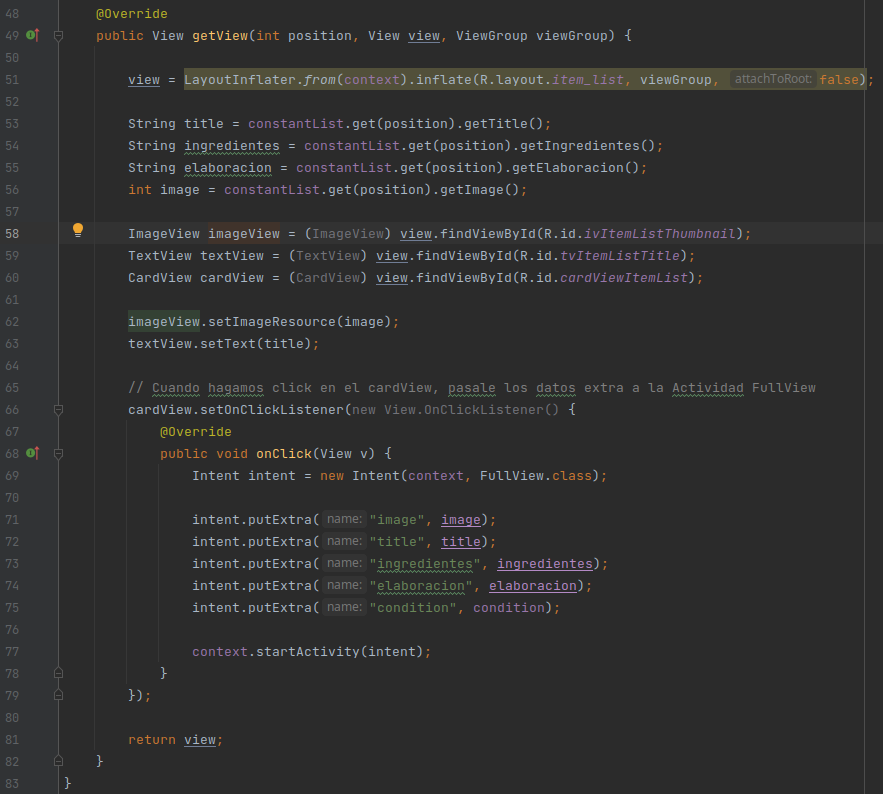 48 @Override
49 public View getView(int position, View view, ViewGroup viewGroup) {
50
51 view = LayoutInflater.from(context).inflate(R.layout.item_list, viewGroup, attachToRoot: false);
52
53 String title = constantList.get(position).getTitle();
54 String ingredientes = constantList.get(position).getIngredientes();
55 String elaboracion = constantList.get(position).getElaboracion();
56 int image = constantList.get(position).getImage();
57
58 ImageView imageView = (ImageView) view.findViewById(R.id.ivItemListThumbnail);
59 TextView textView = (TextView) view.findViewById(R.id.tvItemListTitle);
60 CardView cardView = (CardView) view.findViewById(R.id.cardViewItemList);
61
62 imageView.setImageResource(image);
63 textView.setText(title);
64
65 // Cuando hagamos click en el cardView, pasale los datos extra a la Actividad FullView
66 cardView.setOnClickListener(new View.OnClickListener() {
67 @Override
68 public void onClick(View v) {
69 Intent intent = new Intent(context, FullView.class);
70
71 intent.putExtra( name: "image", image);
72 intent.putExtra( name: "title", title);
73 intent.putExtra( name: "ingredientes", ingredientes);
74 intent.putExtra( name: "elaboracion", elaboracion);
75 intent.putExtra( name: "condition", condition);
76
77 context.startActivity(intent);
78 }
79 });
80
81 return view;
82 }
83 }